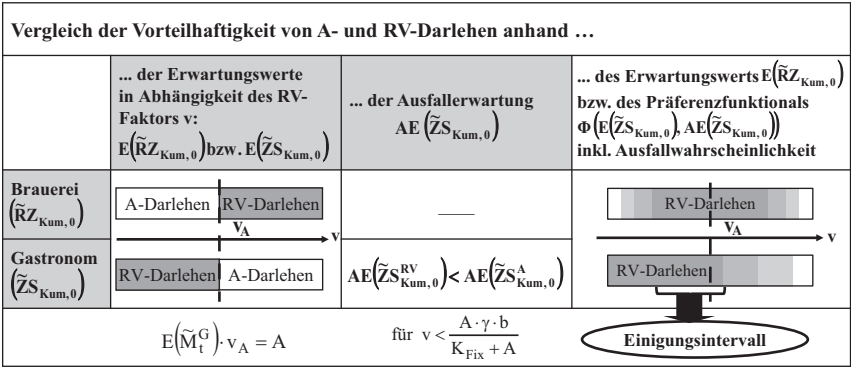 Vergleich der Vorteilhaftigkeit von A- und RV-Darlehen anhand …
... der Erwartungswerte
in Abhängigkeit des RV-
Faktors v:
E(R̃Z_Kum, 0) bzw. E(Z̃S_Kum, 0)
... der Ausfallerwartung
AE(Z̃S_Kum, 0)
... des Erwartungswerts E(R̃Z_Kum, 0)
bzw. des Präferenzfunktionals
Φ(E(Z̃S_Kum, 0), AE(Z̃S_Kum, 0))
inkl. Ausfallwahrscheinlichkeit
Brauerei
(R̃Z_Kum, 0)
A-Darlehen RV-Darlehen
v_A
v
——
RV-Darlehen
v_A
v
Gastronom
(Z̃S_Kum, 0)
RV-Darlehen A-Darlehen
AE(Z̃S^RV_Kum, 0) < AE(Z̃S^A_Kum, 0)
RV-Darlehen
E(M̃^G_t) · v_A = A
für v < (A · γ · b) / (K_Fix + A)
Einigungsintervall